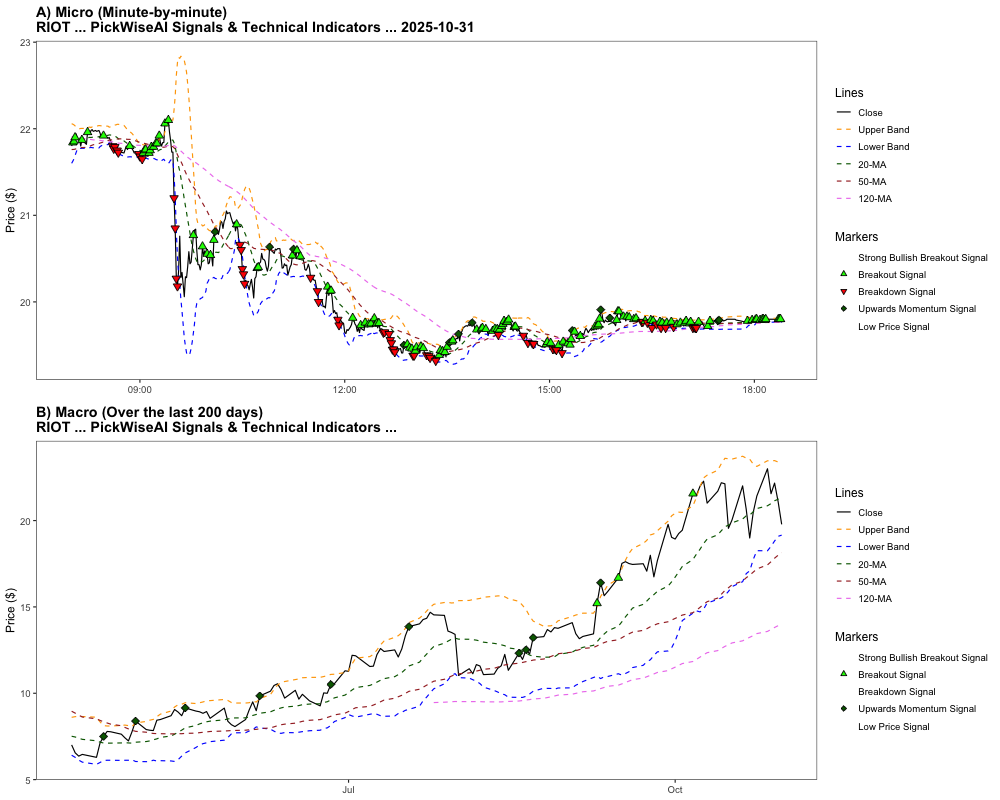 A) Micro (Minute-by-minute)
RIOT ... PickWiseAI Signals & Technical Indicators ... 2025-10-31
Price ($)
23
22
21
20
09:00
12:00
15:00
18:00
Lines
Close
Upper Band
Lower Band
20-MA
50-MA
120-MA
Markers
Strong Bullish Breakout Signal
Breakout Signal
Breakdown Signal
Upwards Momentum Signal
Low Price Signal
B) Macro (Over the last 200 days)
RIOT ... PickWiseAI Signals & Technical Indicators ...
Price ($)
20
15
10
5
Jul
Oct
Lines
Close
Upper Band
Lower Band
20-MA
50-MA
120-MA
Markers
Strong Bullish Breakout Signal
Breakout Signal
Breakdown Signal
Upwards Momentum Signal
Low Price Signal